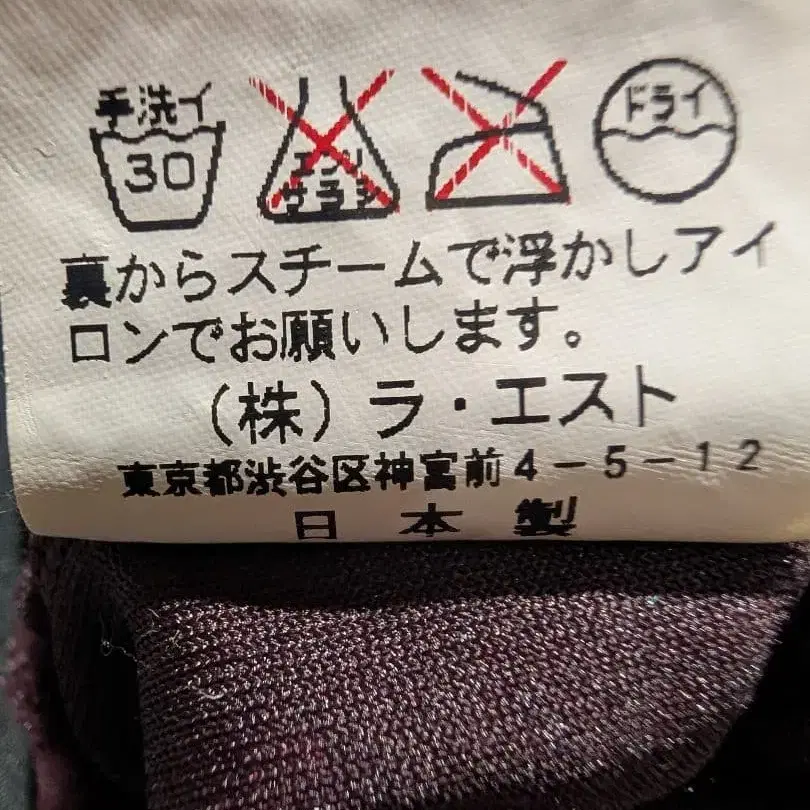 手洗イ 30 エンソサラシ ドライ
裏からスチームで浮かしアイ
ロンでお願いします。
（株）ラ・エスト
東京都渋谷区神宮前4-5-12
日本製